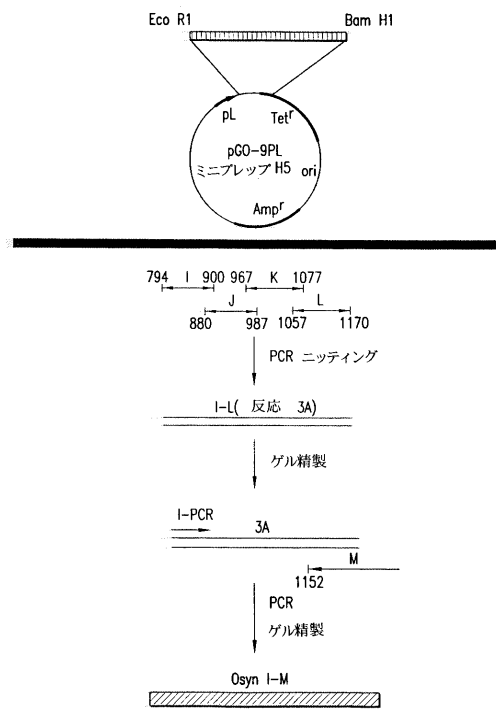 Eco R1 Bam H1
pL Tetr
pGO-9PL
ミニプレップ H5 ori
Ampr
794 I 900 967 K 1077
J L
880 987 1057 1170
PCR ニッティング
I-L( 反応 3A)
ゲル精製
I-PCR
3A
M
1152
PCR
ゲル精製
Osyn I-M